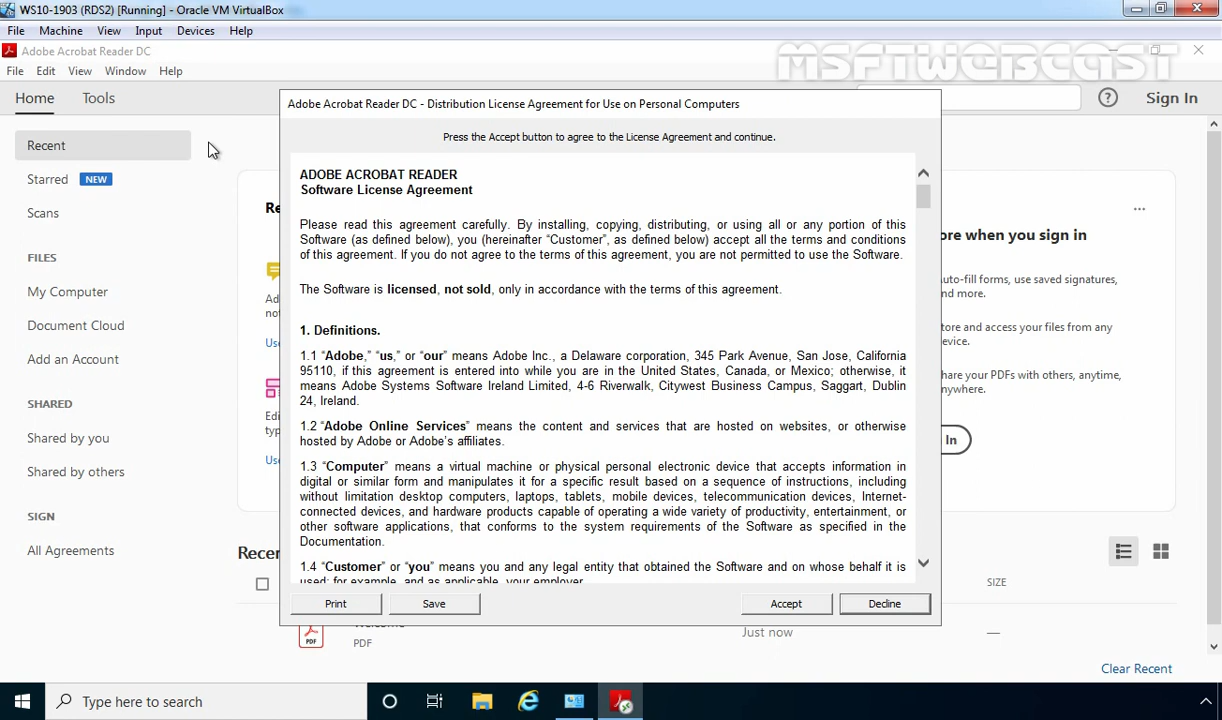 WS10-1903 (RDS2) [Running] - Oracle VM VirtualBox
File Machine View Input Devices Help
Adobe Acrobat Reader DC
MSFTWEBCAST
File Edit View Window Help
Home Tools
Sign In
Adobe Acrobat Reader DC - Distribution License Agreement for Use on Personal Computers
Press the Accept button to agree to the License Agreement and continue.
Recent
Starred NEW
Scans
FILES
My Computer
Document Cloud
Add an Account
SHARED
Shared by you
Shared by others
SIGN
All Agreements
ADOBE ACROBAT READER
Software License Agreement
Please read this agreement carefully. By installing, copying, distributing, or using all or any portion of this
Software (as defined below), you (hereinafter “Customer”, as defined below) accept all the terms and conditions
of this agreement. If you do not agree to the terms of this agreement, you are not permitted to use the Software.
The Software is licensed, not sold, only in accordance with the terms of this agreement.
1. Definitions.
1.1 “Adobe,” “us,” or “our” means Adobe Inc., a Delaware corporation, 345 Park Avenue, San Jose, California
95110, if this agreement is entered into while you are in the United States, Canada, or Mexico; otherwise, it
means Adobe Systems Software Ireland Limited, 4-6 Riverwalk, Citywest Business Campus, Saggart, Dublin
24, Ireland.
1.2 “Adobe Online Services” means the content and services that are hosted on websites, or otherwise
hosted by Adobe or Adobe’s affiliates.
1.3 “Computer” means a virtual machine or physical personal electronic device that accepts information in
digital or similar form and manipulates it for a specific result based on a sequence of instructions, including
without limitation desktop computers, laptops, tablets, mobile devices, telecommunication devices, Internet-
connected devices, and hardware products capable of operating a wide variety of productivity, entertainment, or
other software applications, that conforms to the system requirements of the Software as specified in the
Documentation.
1.4 “Customer” or “you” means you and any legal entity that obtained the Software and on whose behalf it is
used; for example, and as applicable, your employer.
Print Save Accept Decline
ore when you sign in
Auto-fill forms, use saved signatures,
nd more.
tore and access your files from any
evice.
hare your PDFs with others, anytime,
nywhere.
In
Re
Ad
not
Use
Edi
typ
Use
Recen
SIZE
Welcome
PDF
Just now
—
Clear Recent
PDF
Type here to search